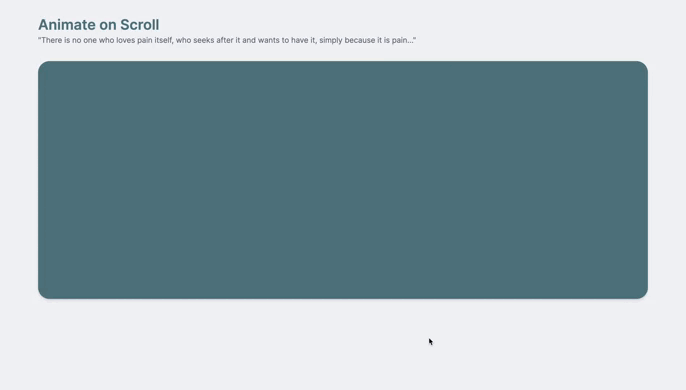 Animate on Scroll
"There is no one who loves pain itself, who seeks after it and wants to have it, simply because it is pain..."